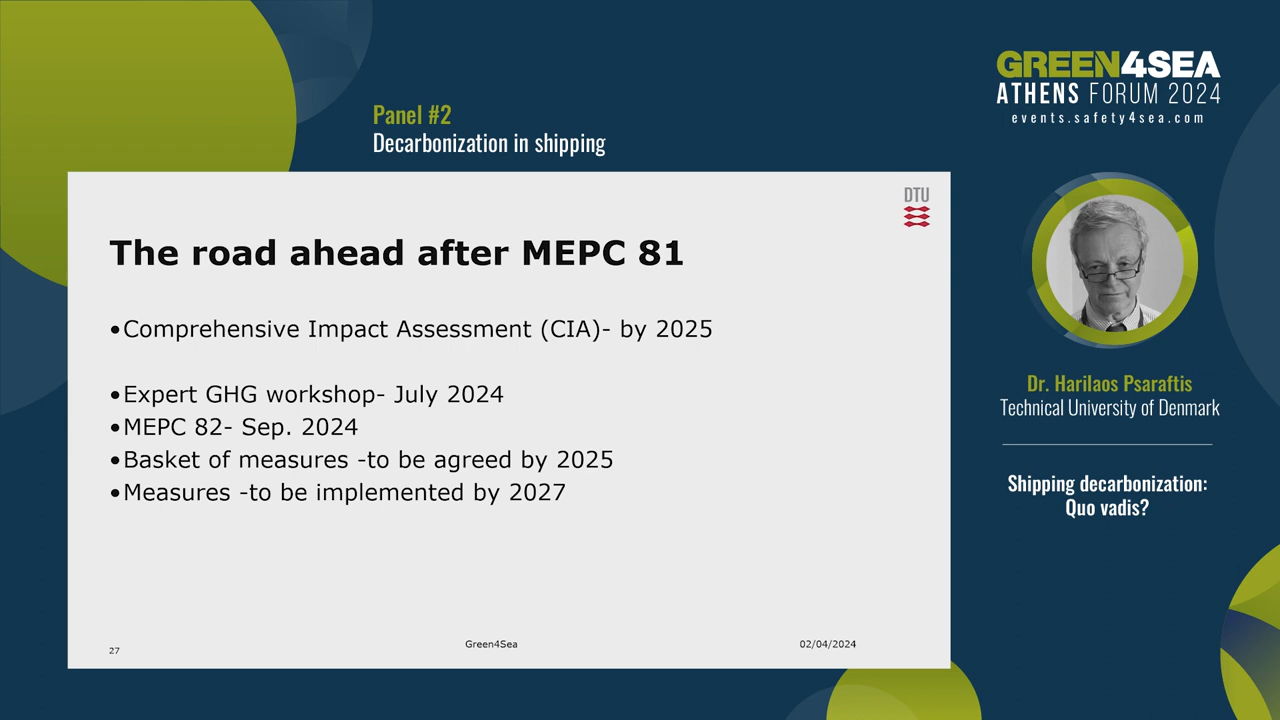 GREEN4SEA
ATHENS FORUM 2024
events.safety4sea.com
Panel #2
Decarbonization in shipping
DTU
The road ahead after MEPC 81
•Comprehensive Impact Assessment (CIA)- by 2025
•Expert GHG workshop- July 2024
•MEPC 82- Sep. 2024
•Basket of measures -to be agreed by 2025
•Measures -to be implemented by 2027
27
Green4Sea
02/04/2024
Dr. Harilaos Psaraftis
Technical University of Denmark
Shipping decarbonization:
Quo vadis?